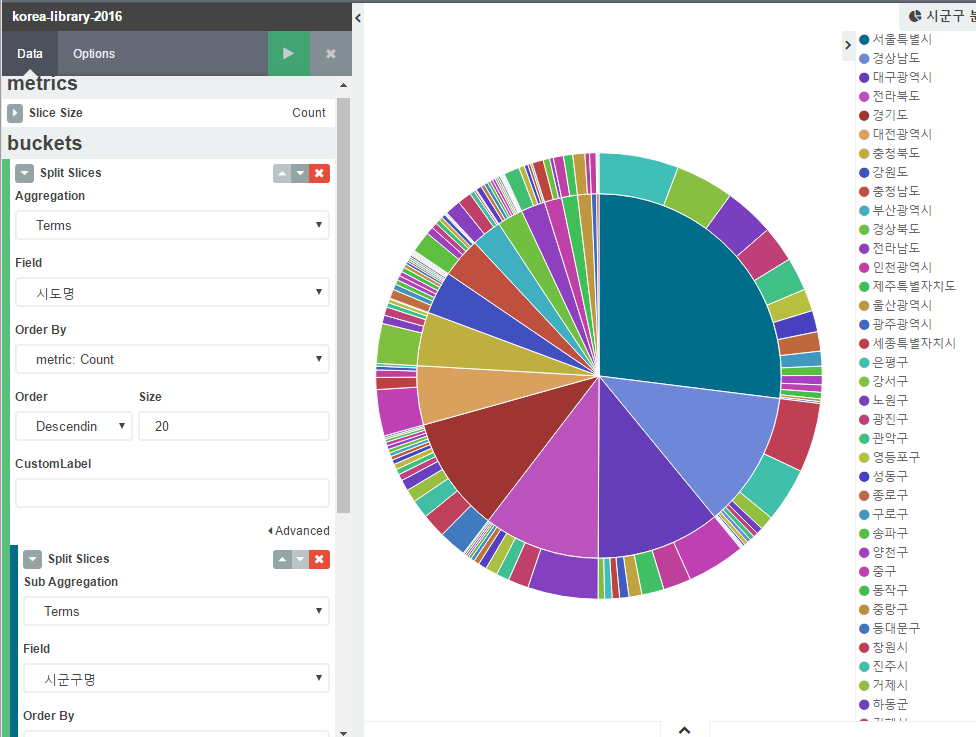 korea-library-2016
Data
Options
metrics
Slice Size
Count
buckets
Split Slices
Aggregation
Terms
Field
시도명
Order By
metric: Count
Order
Size
Descendin
20
CustomLabel
Advanced
Split Slices
Sub Aggregation
Terms
Field
시군구명
Order By
시군구
서울특별시
경상남도
대구광역시
전라북도
경기도
대전광역시
충청북도
강원도
충청남도
부산광역시
경상북도
전라남도
인천광역시
제주특별자치도
울산광역시
광주광역시
세종특별자치시
은평구
강서구
노원구
광진구
관악구
영등포구
성동구
종로구
구로구
송파구
양천구
중구
동작구
중랑구
동대문구
창원시
진주시
거제시
하동군